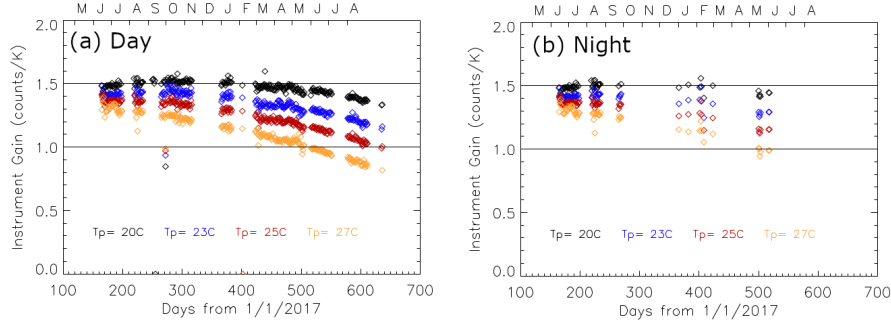 M J J A S O N D J F M A M J J A
(a) Day
Instrument Gain (counts/K)
2.0
1.5
1.0
0.5
0.0
Tp= 20C Tp= 23C Tp= 25C Tp= 27C
100 200 300 400 500 600 700
Days from 1/1/2017
M J J A S O N D J F M A M J J A
(b) Night
Instrument Gain (counts/K)
2.0
1.5
1.0
0.5
0.0
Tp= 20C Tp= 23C Tp= 25C Tp= 27C
100 200 300 400 500 600 700
Days from 1/1/2017